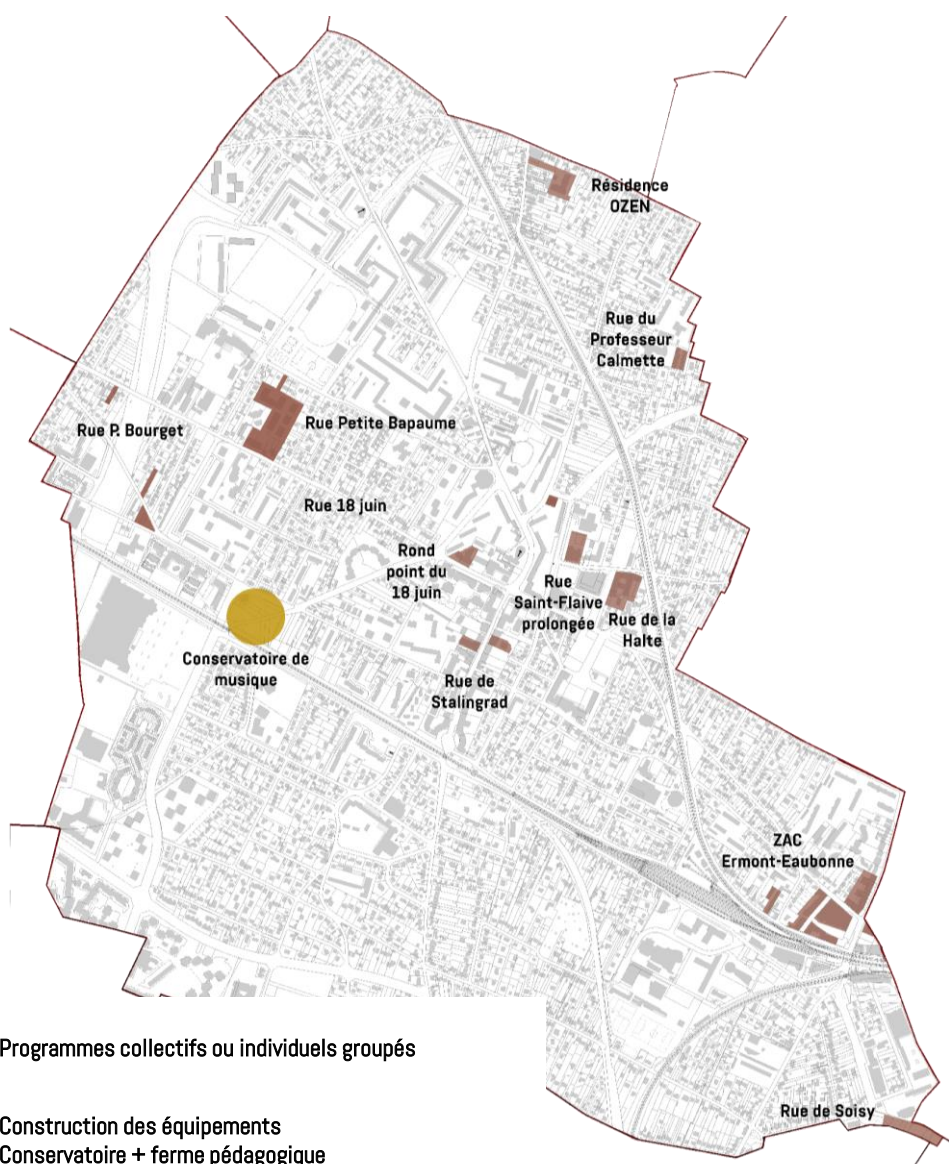 Résidence
OZEN
Rue du
Professeur
Calmette
Rue P. Bourget
Rue Petite Bapaume
Rue 18 juin
Rond
point du
18 juin
Rue
Saint-Flaive
prolongée
Rue de la
Halte
Conservatoire de
musique
Rue de
Stalingrad
ZAC
Ermont-Eaubonne
Programmes collectifs ou individuels groupés
Rue de Soisy
Construction des équipements
Conservatoire + ferme pédagogique